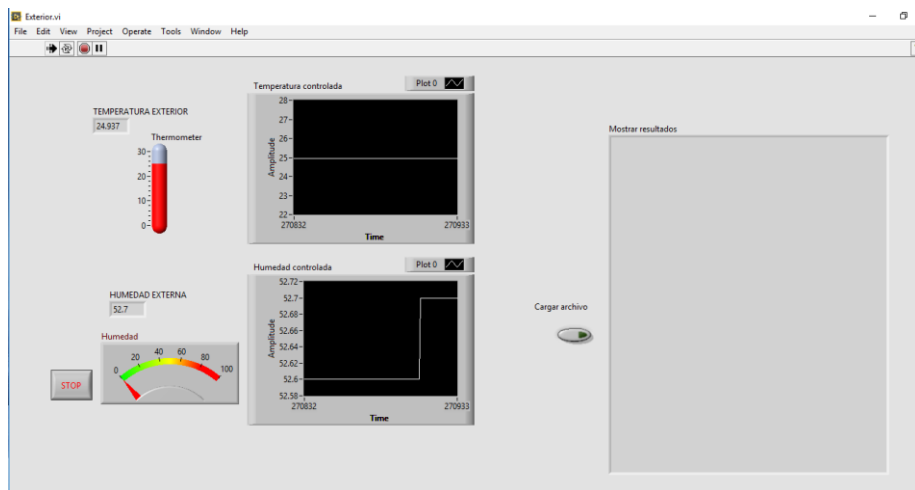 Exterior.vi
File Edit View Project Operate Tools Window Help
TEMPERATURA EXTERIOR
24.937
Thermometer
30
20
10
0
Temperatura controlada
Plot 0
28
27
26
25
24
23
22
Amplitude
270832
270933
Time
HUMEDAD EXTERNA
52.7
Humedad
0 20 40 60 80 100
STOP
Humedad controlada
Plot 0
52.72
52.7
52.68
52.66
52.64
52.62
52.6
52.58
Amplitude
270832
270933
Time
Cargar archivo
Mostrar resultados